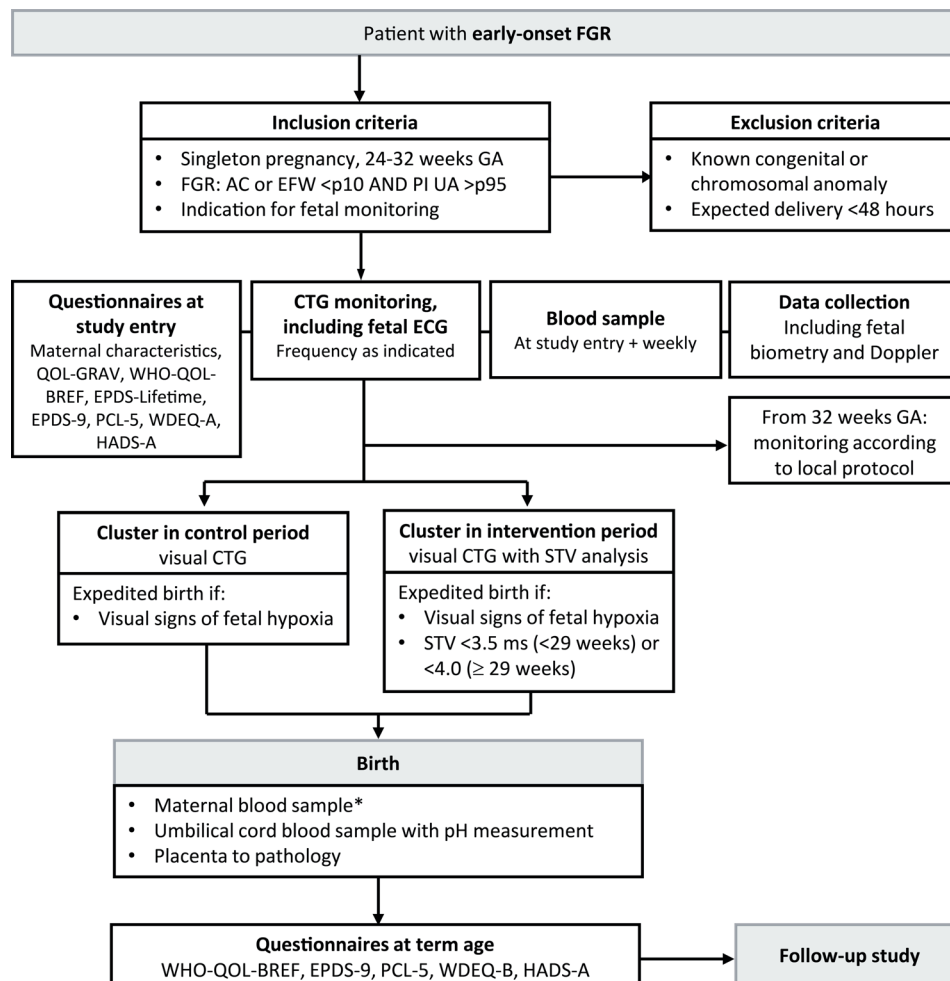 Patient with early-onset FGR
Inclusion criteria
• Singleton pregnancy, 24-32 weeks GA
• FGR: AC or EFW <p10 AND PI UA >p95
• Indication for fetal monitoring
Exclusion criteria
• Known congenital or
chromosomal anomaly
• Expected delivery <48 hours
Questionnaires at
study entry
Maternal characteristics,
QOL-GRAV, WHO-QOL-
BREF, EPDS-Lifetime,
EPDS-9, PCL-5, WDEQ-A,
HADS-A
CTG monitoring,
including fetal ECG
Frequency as indicated
Blood sample
At study entry + weekly
Data collection
Including fetal
biometry and Doppler
From 32 weeks GA:
monitoring according
to local protocol
Cluster in control period
visual CTG
Expedited birth if:
• Visual signs of fetal hypoxia
Cluster in intervention period
visual CTG with STV analysis
Expedited birth if:
• Visual signs of fetal hypoxia
• STV <3.5 ms (<29 weeks) or
<4.0 (≥ 29 weeks)
Birth
• Maternal blood sample*
• Umbilical cord blood sample with pH measurement
• Placenta to pathology
Questionnaires at term age
WHO-QOL-BREF, EPDS-9, PCL-5, WDEQ-B, HADS-A
Follow-up study